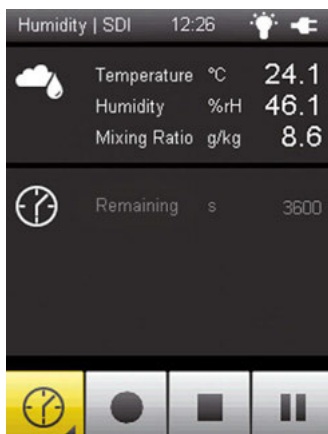 Humidity | SDI 12:26
Temperature °C 24.1
Humidity %rH 46.1
Mixing Ratio g/kg 8.6
Remaining s 3600